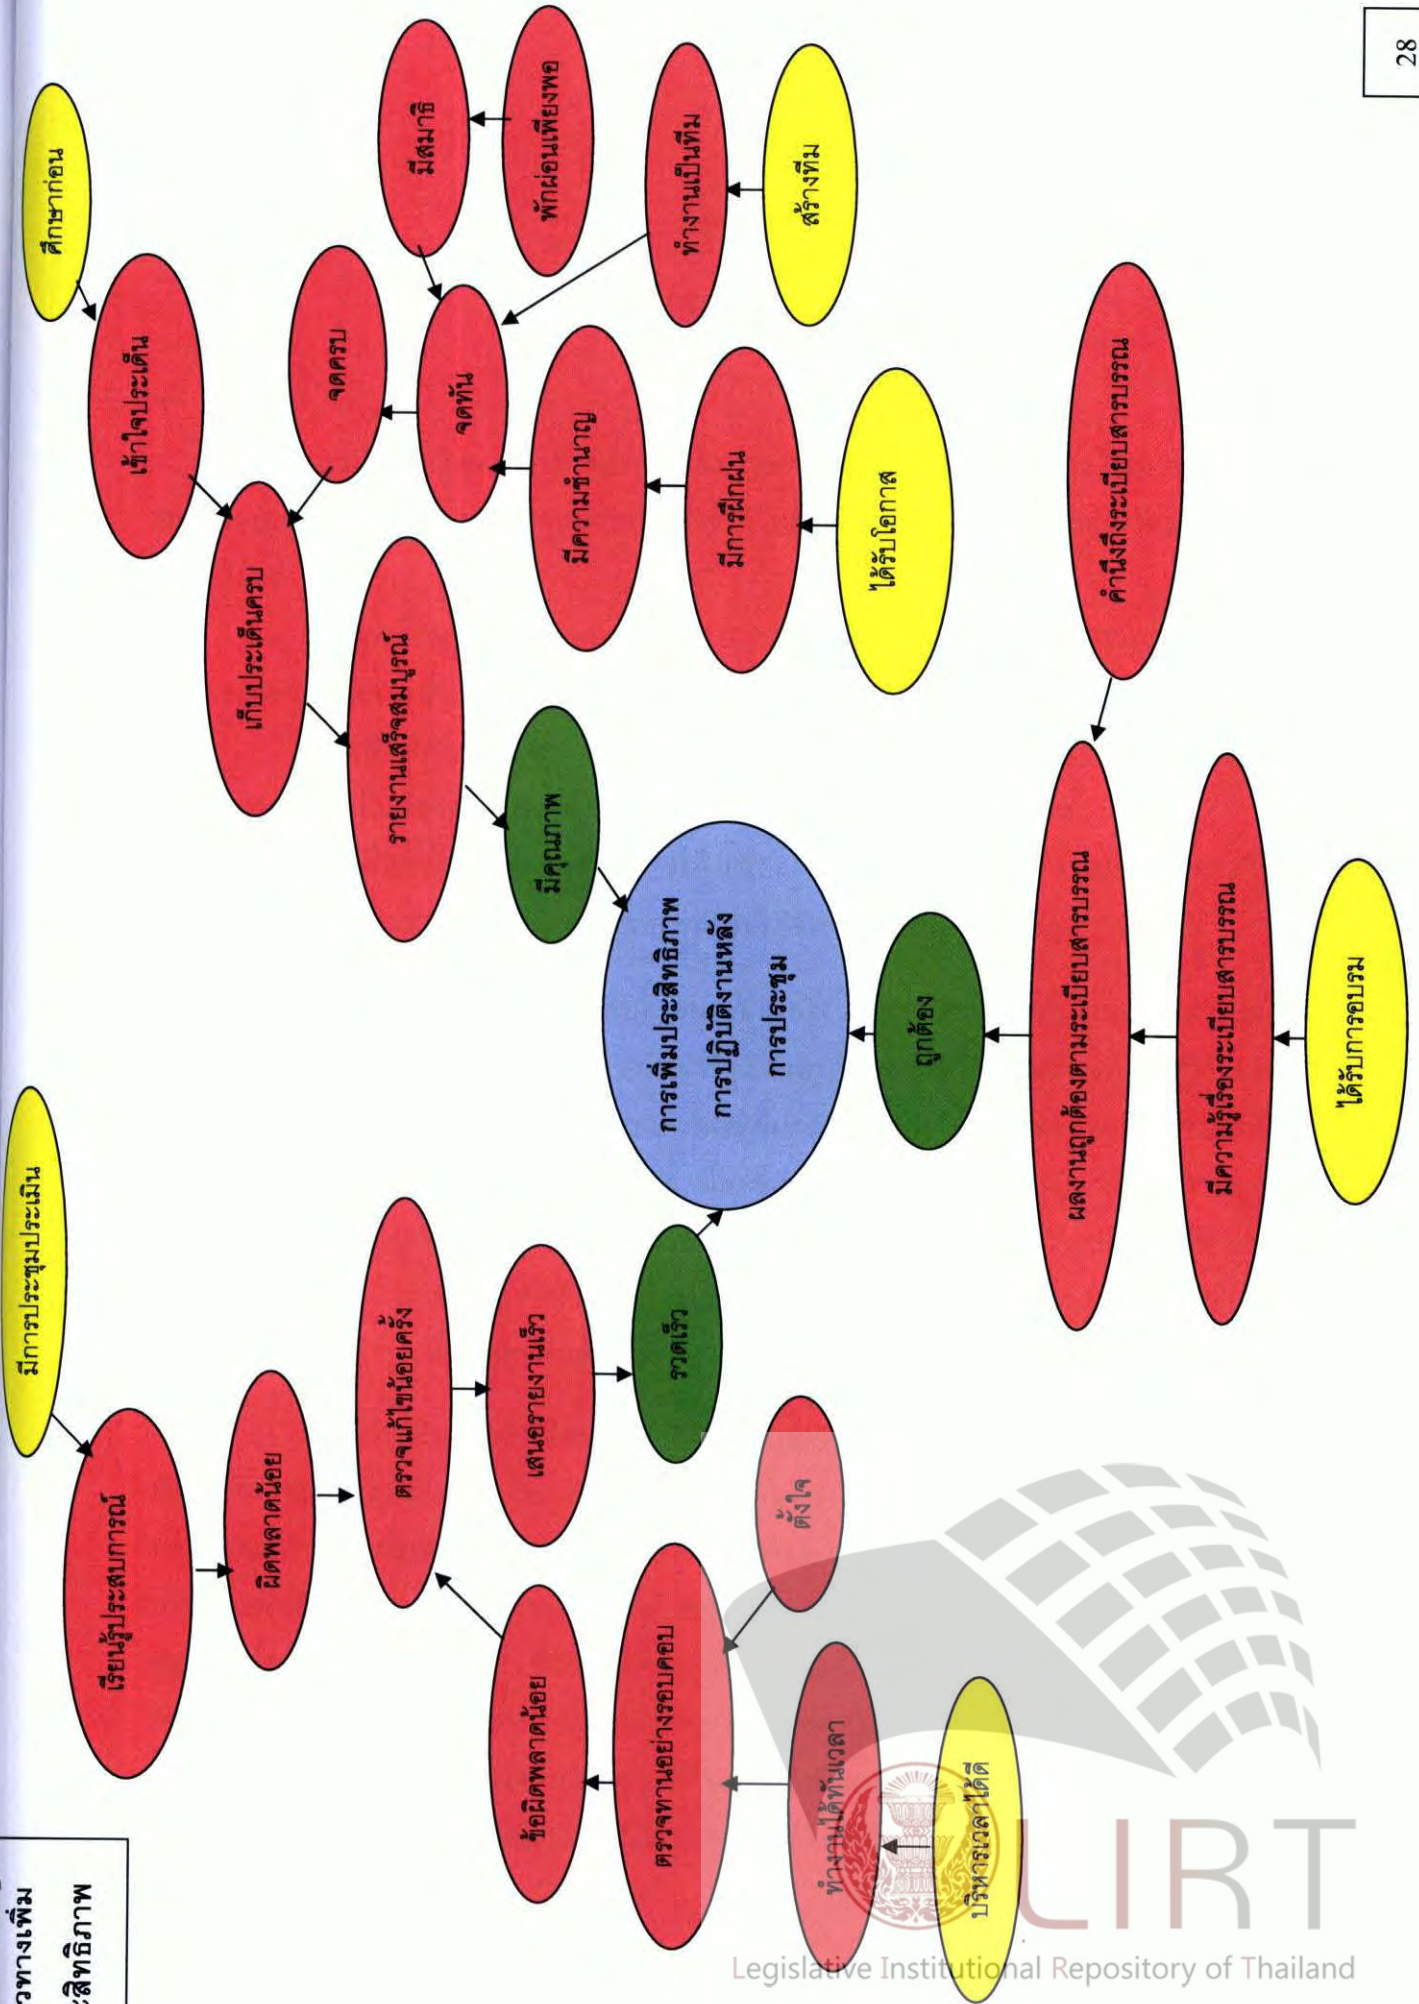 วทางเพิ่ม
ะสิทธิภาพ
มีการประชุมประเมิน
เรียนรู้ประสบการณ์
ผิดพลาดน้อย
ตรวจแก้ไขน้อยครั้ง
เสนอรายงานเร็ว
รวดเร็ว
ข้อผิดพลาดน้อย
ตรวจทานอย่างรอบคอบ
ตั้งใจ
ทำงานได้ทันเวลา
บริหารเวลาได้ดี
การเพิ่มประสิทธิภาพ
การปฏิบัติงานหลัง
การประชุม
ศึกษาก่อน
เข้าใจประเด็น
เก็บประเด็นครบ
รายงานเสร็จสมบูรณ์
มีคุณภาพ
จดครบ
จดทัน
มีสมาธิ
พักผ่อนเพียงพอ
ทำงานเป็นทีม
สร้างทีม
มีความชำนาญ
มีการฝึกฝน
ได้รับโอกาส
ถูกต้อง
ผลงานถูกต้องตามระเบียบสารบรรณ
คำนึงถึงระเบียบสารบรรณ
มีความรู้เรื่องระเบียบสารบรรณ
ได้รับการอบรม
28
LIRT
Legislative Institutional Repository of Thailand